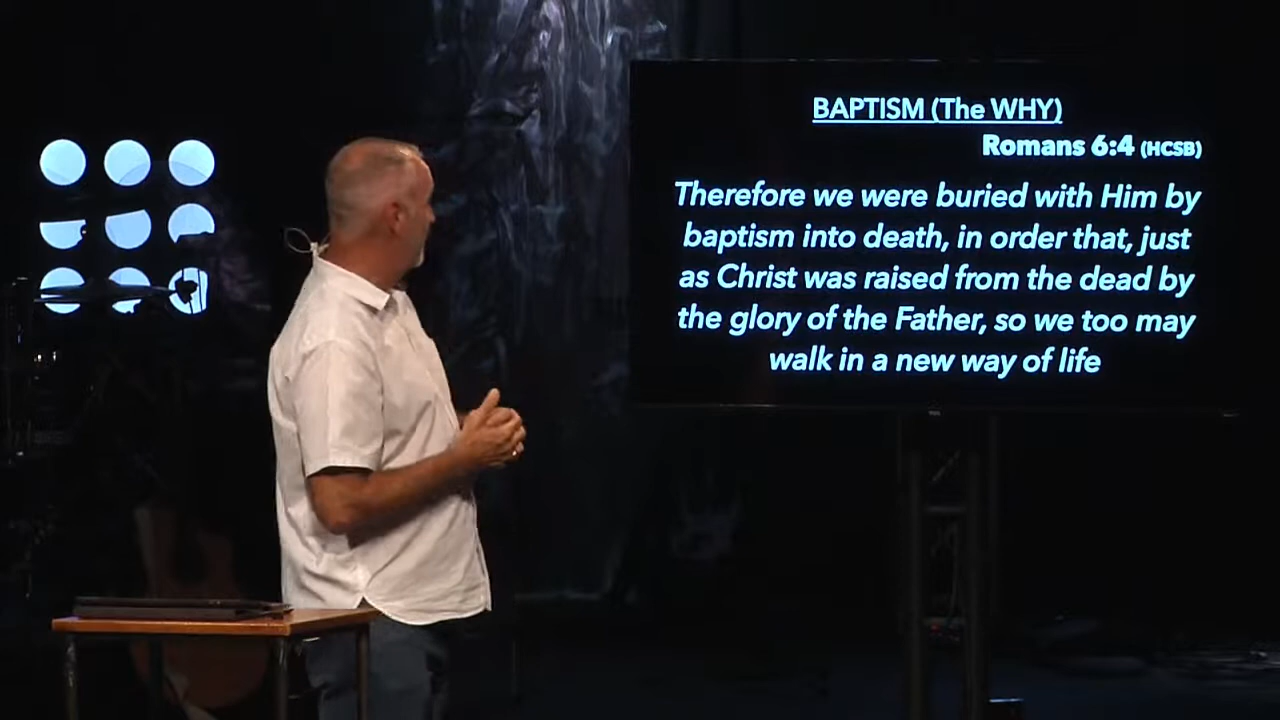 BAPTISM (The WHY)
Romans 6:4 (HCSB)
Therefore we were buried with Him by
baptism into death, in order that, just
as Christ was raised from the dead by
the glory of the Father, so we too may
walk in a new way of life